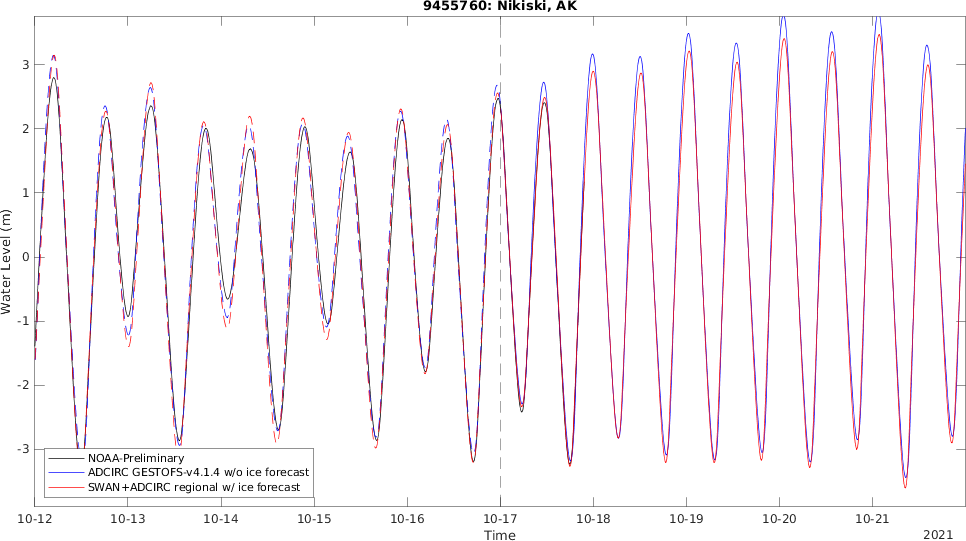 9455760: Nikiski, AK
Water Level (m)
3
2
1
0
-1
-2
-3
NOAA-Preliminary
ADCIRC GESTOFS-v4.1.4 w/o ice forecast
SWAN+ADCIRC regional w/ ice forecast
10-12 10-13 10-14 10-15 10-16 10-17 10-18 10-19 10-20 10-21
Time
2021